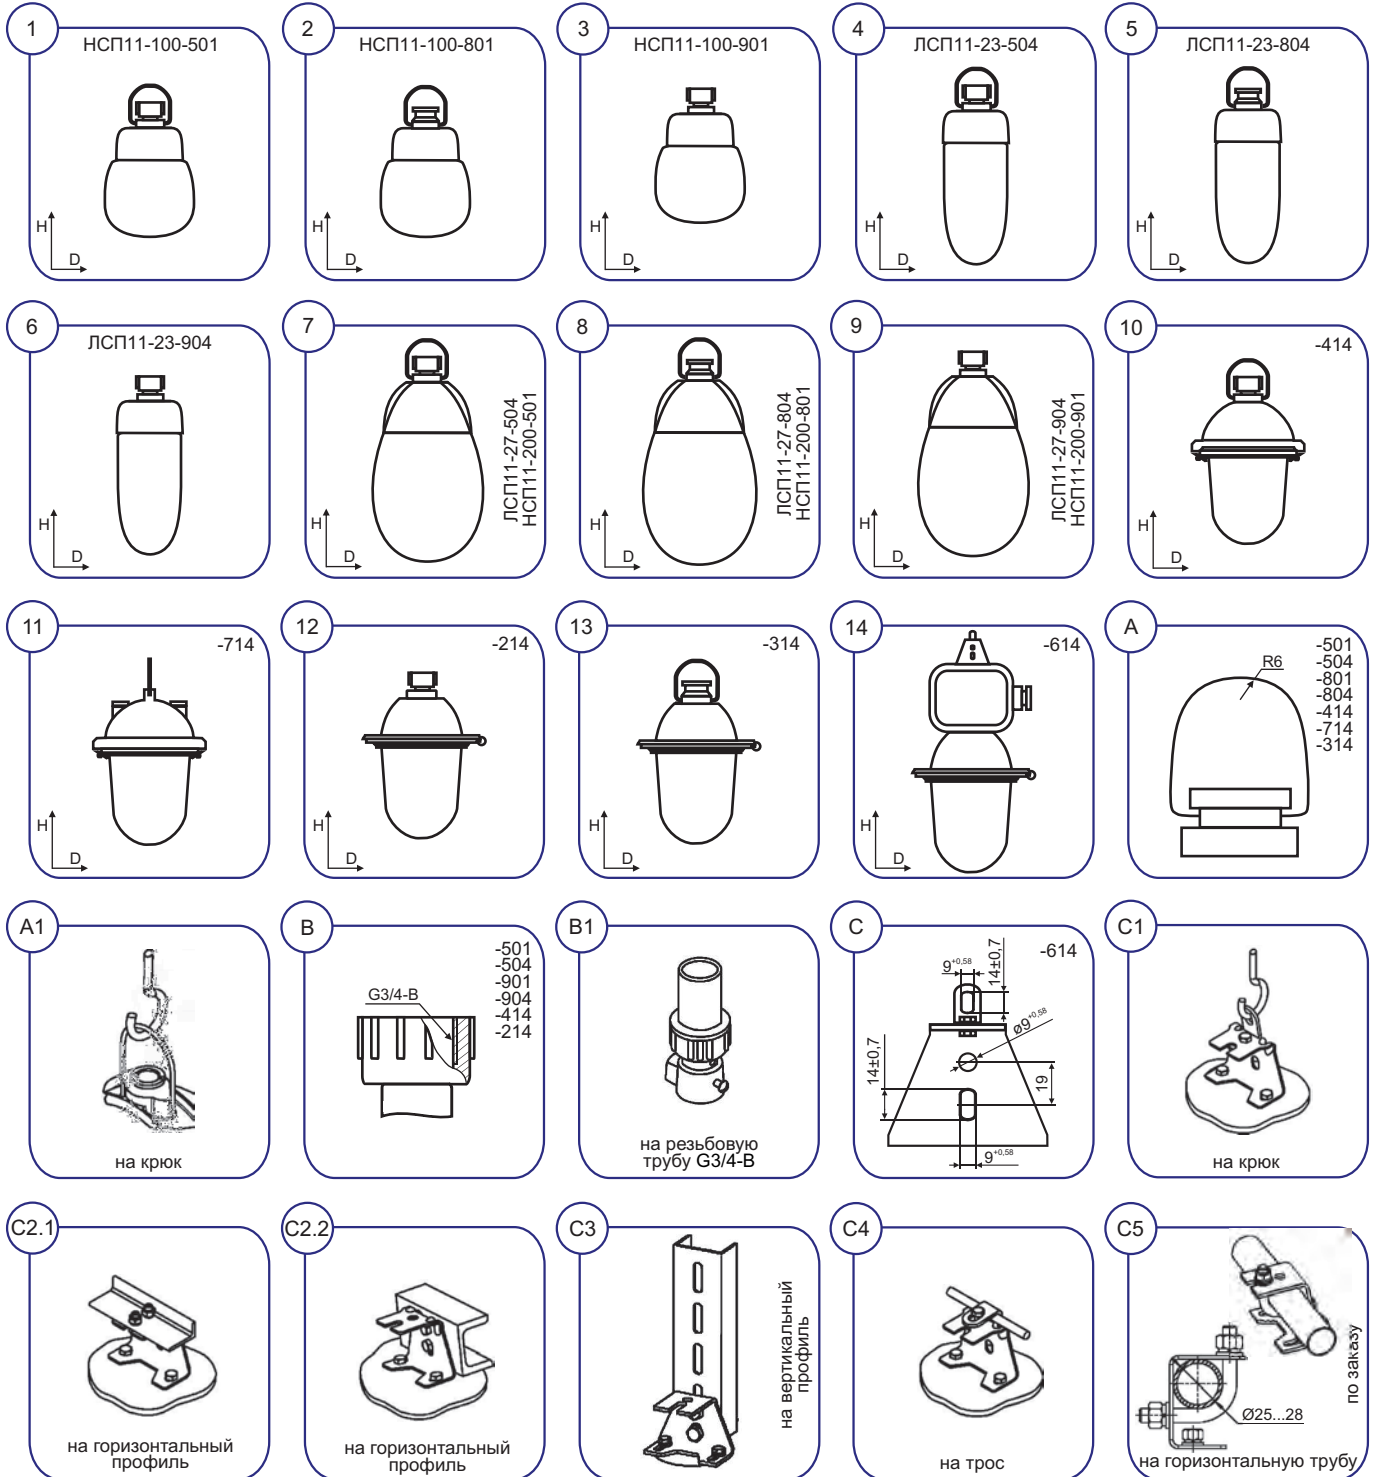 1
НСП11-100-501
H
D
2
НСП11-100-801
H
D
3
НСП11-100-901
H
D
4
ЛСП11-23-504
H
D
5
ЛСП11-23-804
H
D
6
ЛСП11-23-904
H
D
7
ЛСП11-27-504
НСП11-200-501
H
D
8
ЛСП11-27-804
НСП11-200-801
H
D
9
ЛСП11-27-904
НСП11-200-901
H
D
10
-414
H
D
11
-714
H
D
12
-214
H
D
13
-314
H
D
14
-614
H
D
A
-501
-504
-801
-804
-414
-714
-314
R6
A1
на крюк
B
-501
-504
-901
-904
-414
-214
G3/4-B
B1
на резьбовую
трубу G3/4-B
C
-614
9+0,58
14±0,7
ø9+0,58
14±0,7
19
9+0,58
C1
на крюк
C2.1
на горизонтальный
профиль
C2.2
на горизонтальный
профиль
C3
на вертикальный
профиль
C4
на трос
C5
по заказу
Ø25...28
на горизонтальную трубу